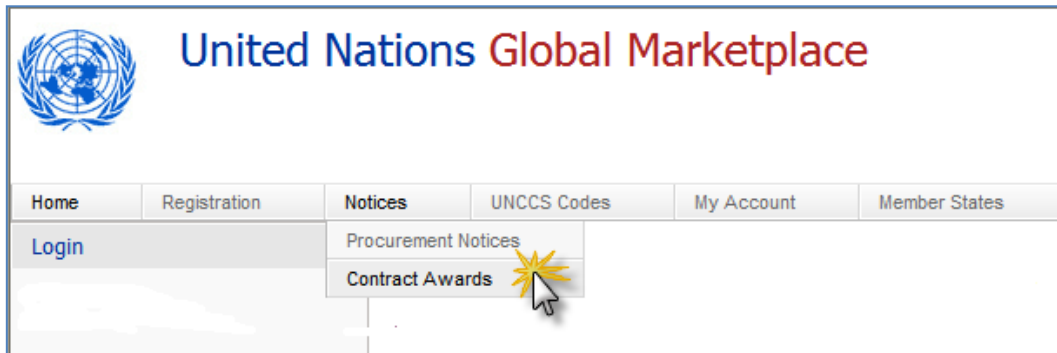 United Nations Global Marketplace
Home Registration Notices UNCCS Codes My Account Member States
Login
Procurement Notices
Contract Awards